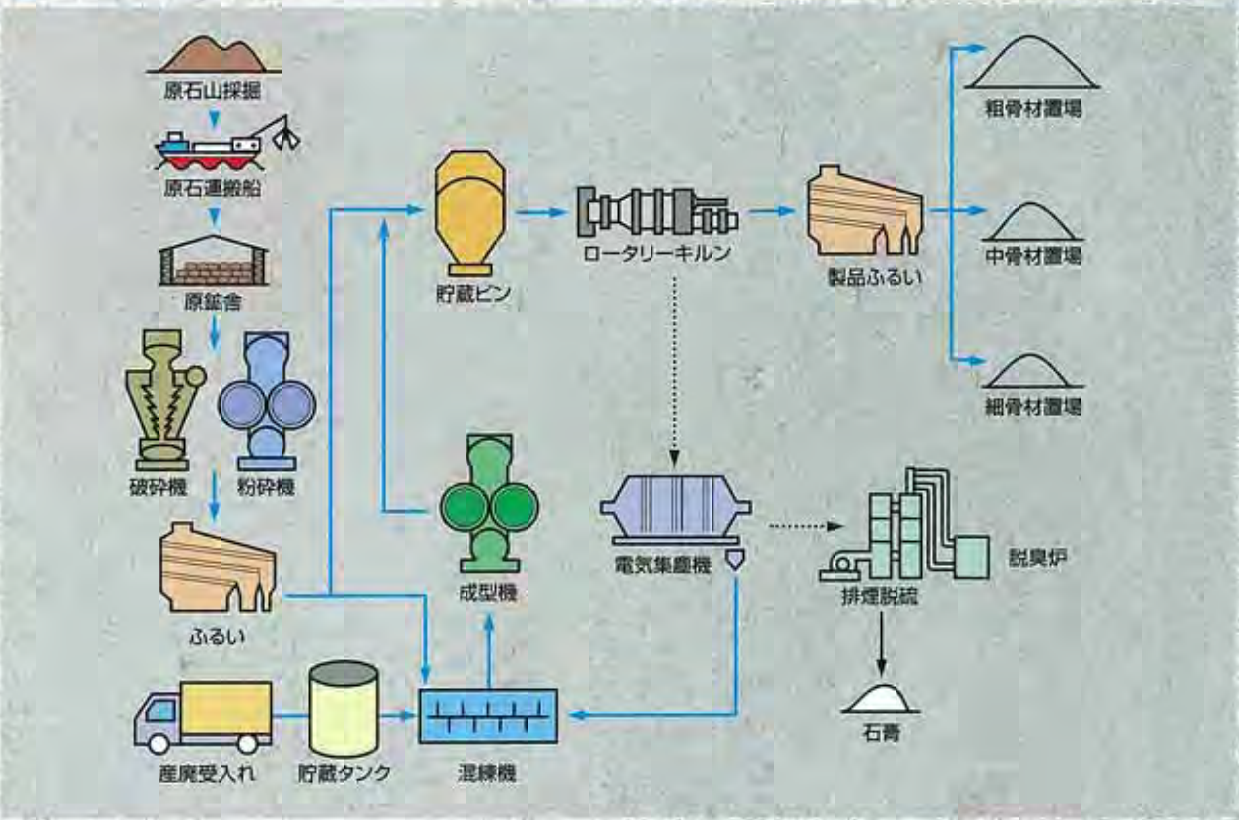 原石山採掘
原石運搬船
原鉱舎
破砕機
粉砕機
ふるい
産廃受入れ
貯蔵タンク
混練機
成型機
貯蔵ビン
ロータリーキルン
製品ふるい
粗骨材置場
中骨材置場
細骨材置場
電気集塵機
排煙脱硫
脱臭炉
石膏